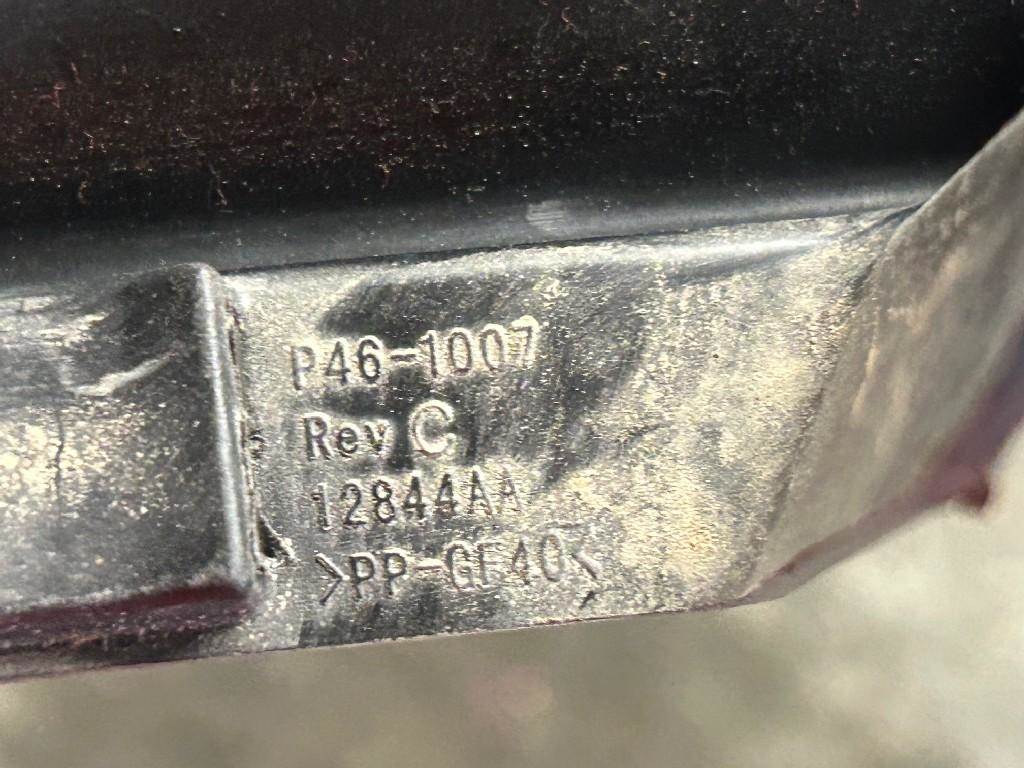 P46-1007
Rev C
12844AA
>PP-GF40<